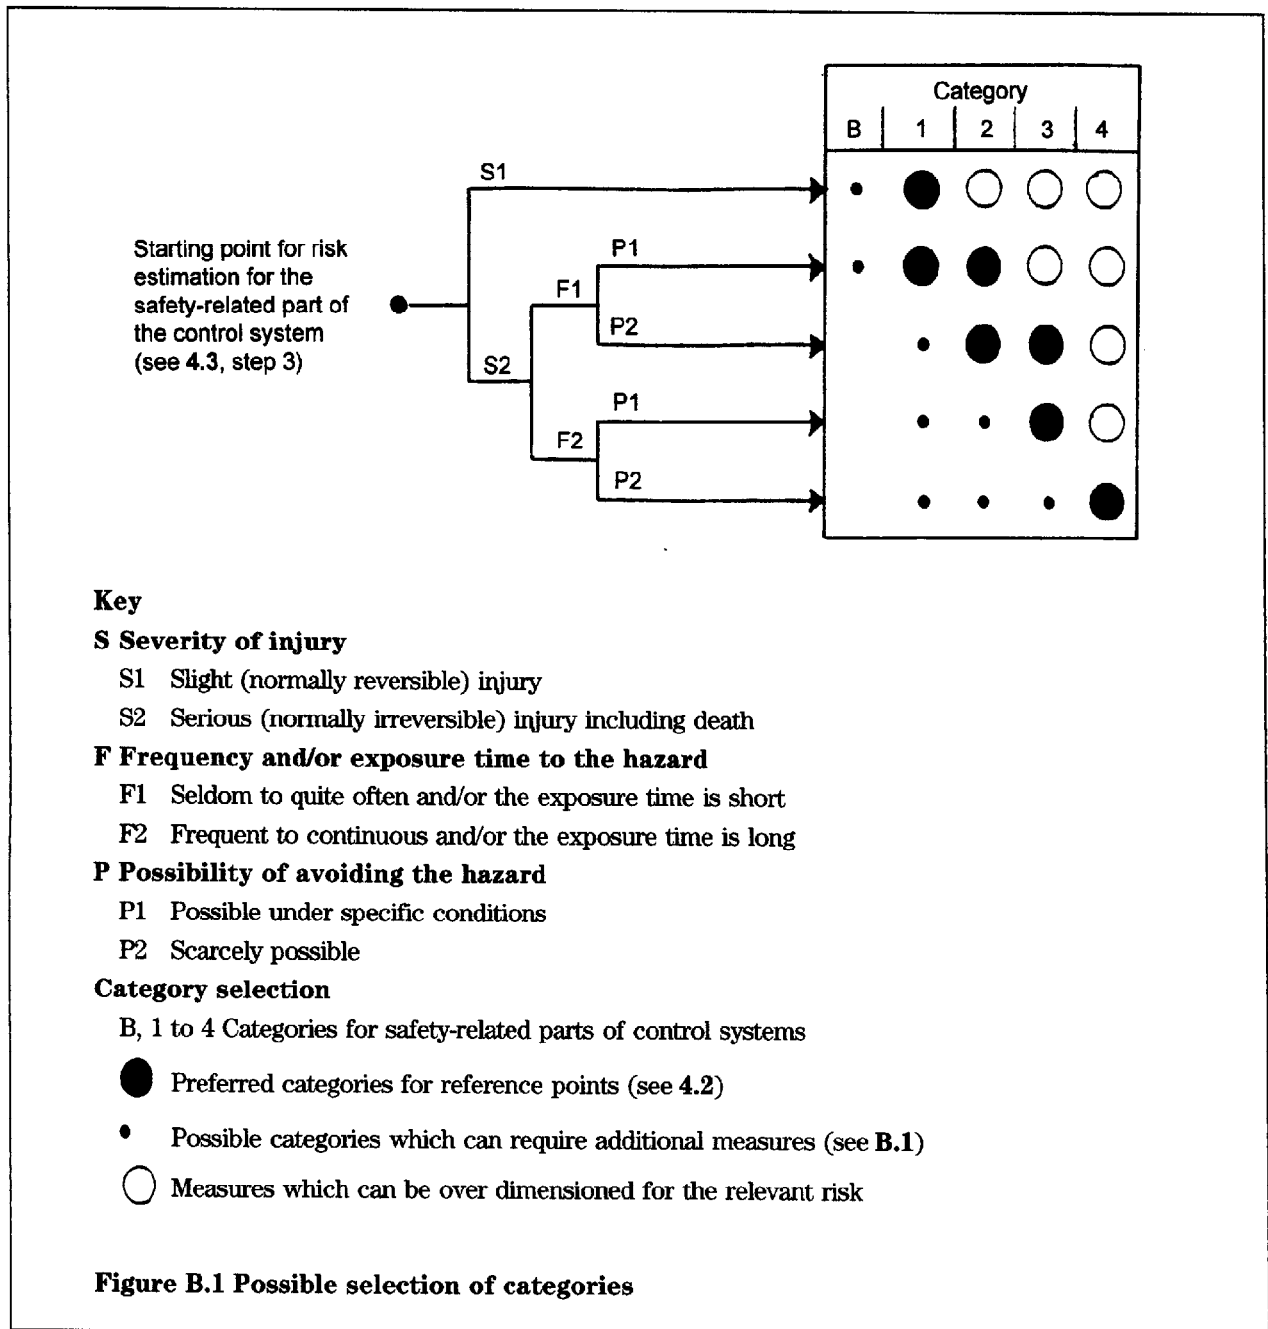 Category
B 1 2 3 4
S1
P1
Starting point for risk
estimation for the
safety-related part of
the control system
(see 4.3, step 3)
F1
P2
S2
P1
F2
P2
Key
S Severity of injury
S1 Slight (normally reversible) injury
S2 Serious (normally irreversible) injury including death
F Frequency and/or exposure time to the hazard
F1 Seldom to quite often and/or the exposure time is short
F2 Frequent to continuous and/or the exposure time is long
P Possibility of avoiding the hazard
P1 Possible under specific conditions
P2 Scarcely possible
Category selection
B, 1 to 4 Categories for safety-related parts of control systems
Preferred categories for reference points (see 4.2)
Possible categories which can require additional measures (see B.1)
Measures which can be over dimensioned for the relevant risk
Figure B.1 Possible selection of categories